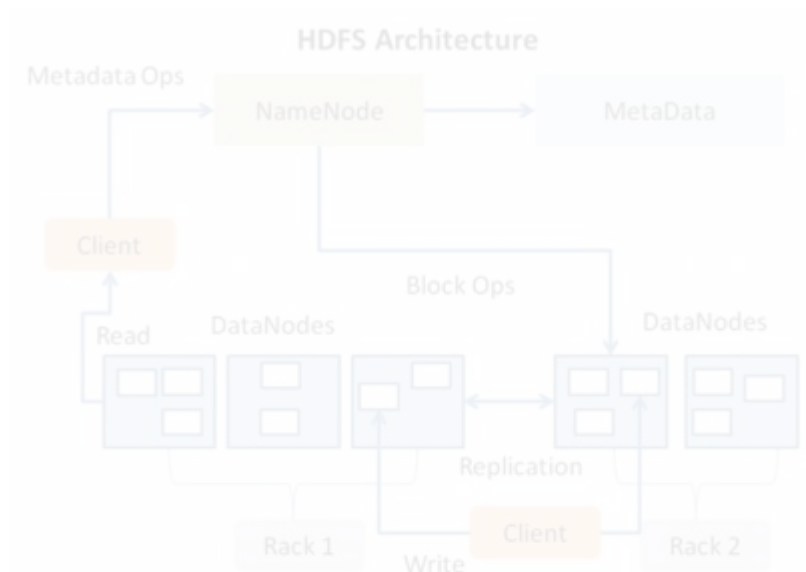 HDFS Architecture
Metadata Ops
NameNode
MetaData
Client
Block Ops
Read
DataNodes
DataNodes
Replication
Client
Rack 1
Rack 2
Write